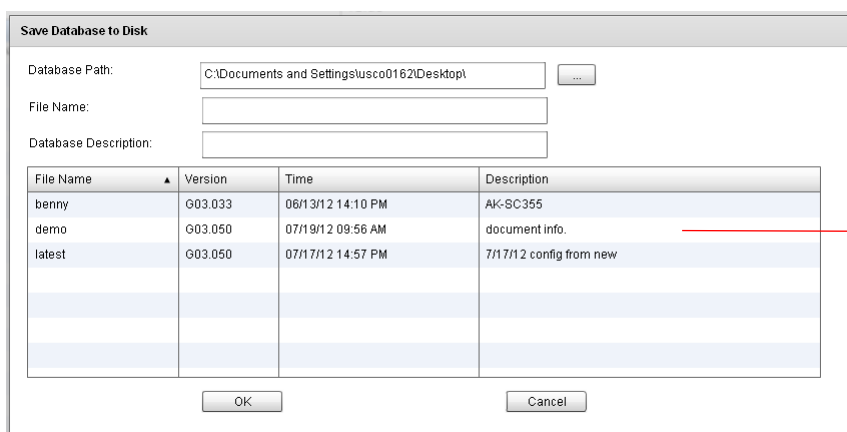 Save Database to Disk
Database Path: C:\Documents and Settings\usco0162\Desktop\ ...
File Name:
Database Description:
File Name ▲ Version Time Description
benny G03.033 06/13/12 14:10 PM AK-SC355
demo G03.050 07/19/12 09:56 AM document info.
latest G03.050 07/17/12 14:57 PM 7/17/12 config from new
OK Cancel